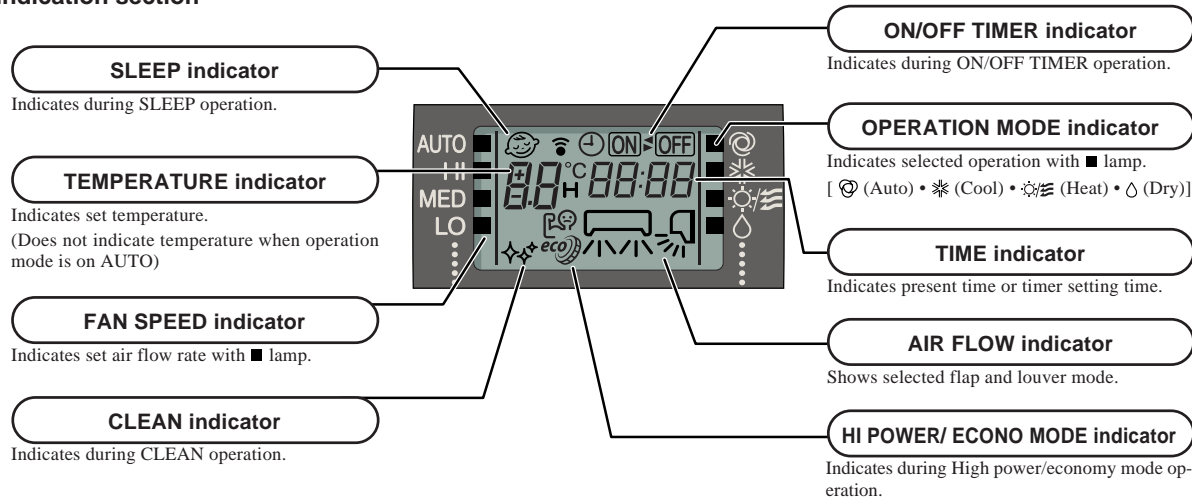 Indication section
SLEEP indicator
Indicates during SLEEP operation.
TEMPERATURE indicator
Indicates set temperature.
(Does not indicate temperature when operation
mode is on AUTO)
FAN SPEED indicator
Indicates set air flow rate with ■ lamp.
CLEAN indicator
Indicates during CLEAN operation.
AUTO
HI
MED
LO
ON OFF
+88 °C H 88:88
eco
ON/OFF TIMER indicator
Indicates during ON/OFF TIMER operation.
OPERATION MODE indicator
Indicates selected operation with ■ lamp.
[ (Auto) • (Cool) • / (Heat) • (Dry)]
TIME indicator
Indicates present time or timer setting time.
AIR FLOW indicator
Shows selected flap and louver mode.
HI POWER/ ECONO MODE indicator
Indicates during High power/economy mode op-
eration.